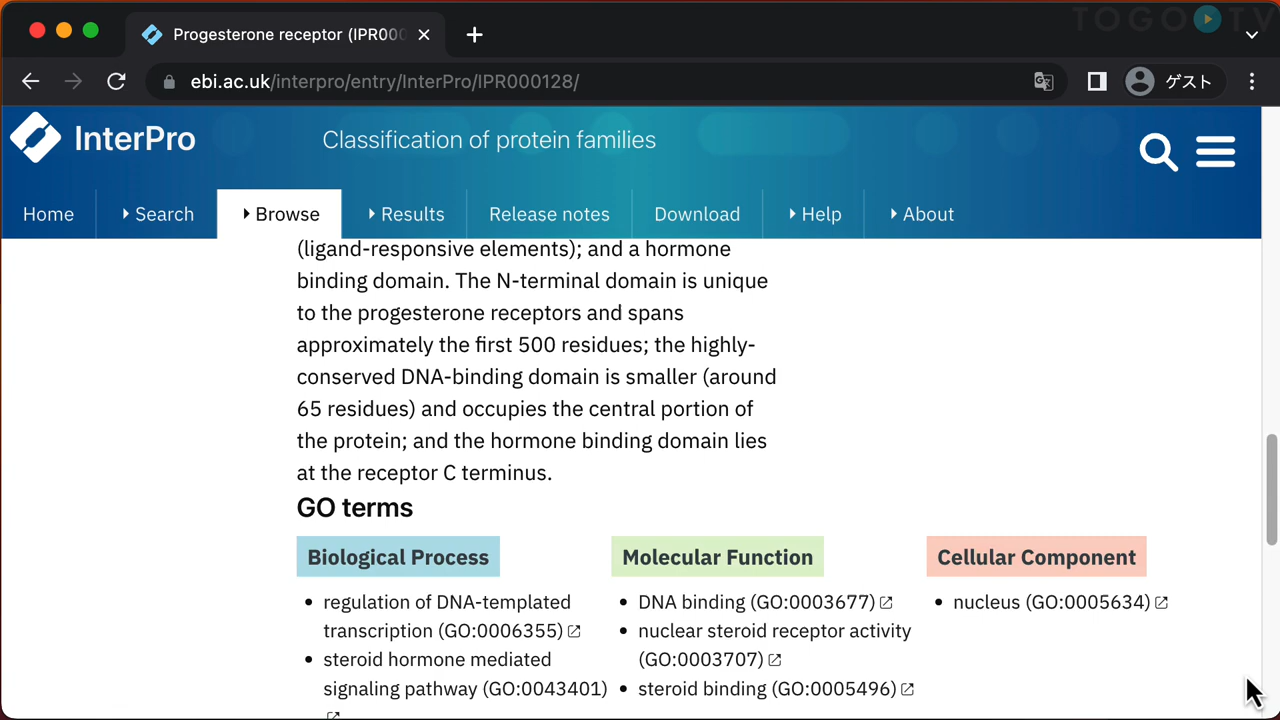 TOGO TV
Progesterone receptor (IPR000
ebi.ac.uk/interpro/entry/InterPro/IPR000128/
ゲスト
InterPro
Classification of protein families
Home
Search
Browse
Results
Release notes
Download
Help
About
(ligand-responsive elements); and a hormone
binding domain. The N-terminal domain is unique
to the progesterone receptors and spans
approximately the first 500 residues; the highly-
conserved DNA-binding domain is smaller (around
65 residues) and occupies the central portion of
the protein; and the hormone binding domain lies
at the receptor C terminus.
GO terms
Biological Process
regulation of DNA-templated
transcription (GO:0006355)
steroid hormone mediated
signaling pathway (GO:0043401)
Molecular Function
DNA binding (GO:0003677)
nuclear steroid receptor activity
(GO:0003707)
steroid binding (GO:0005496)
Cellular Component
nucleus (GO:0005634)